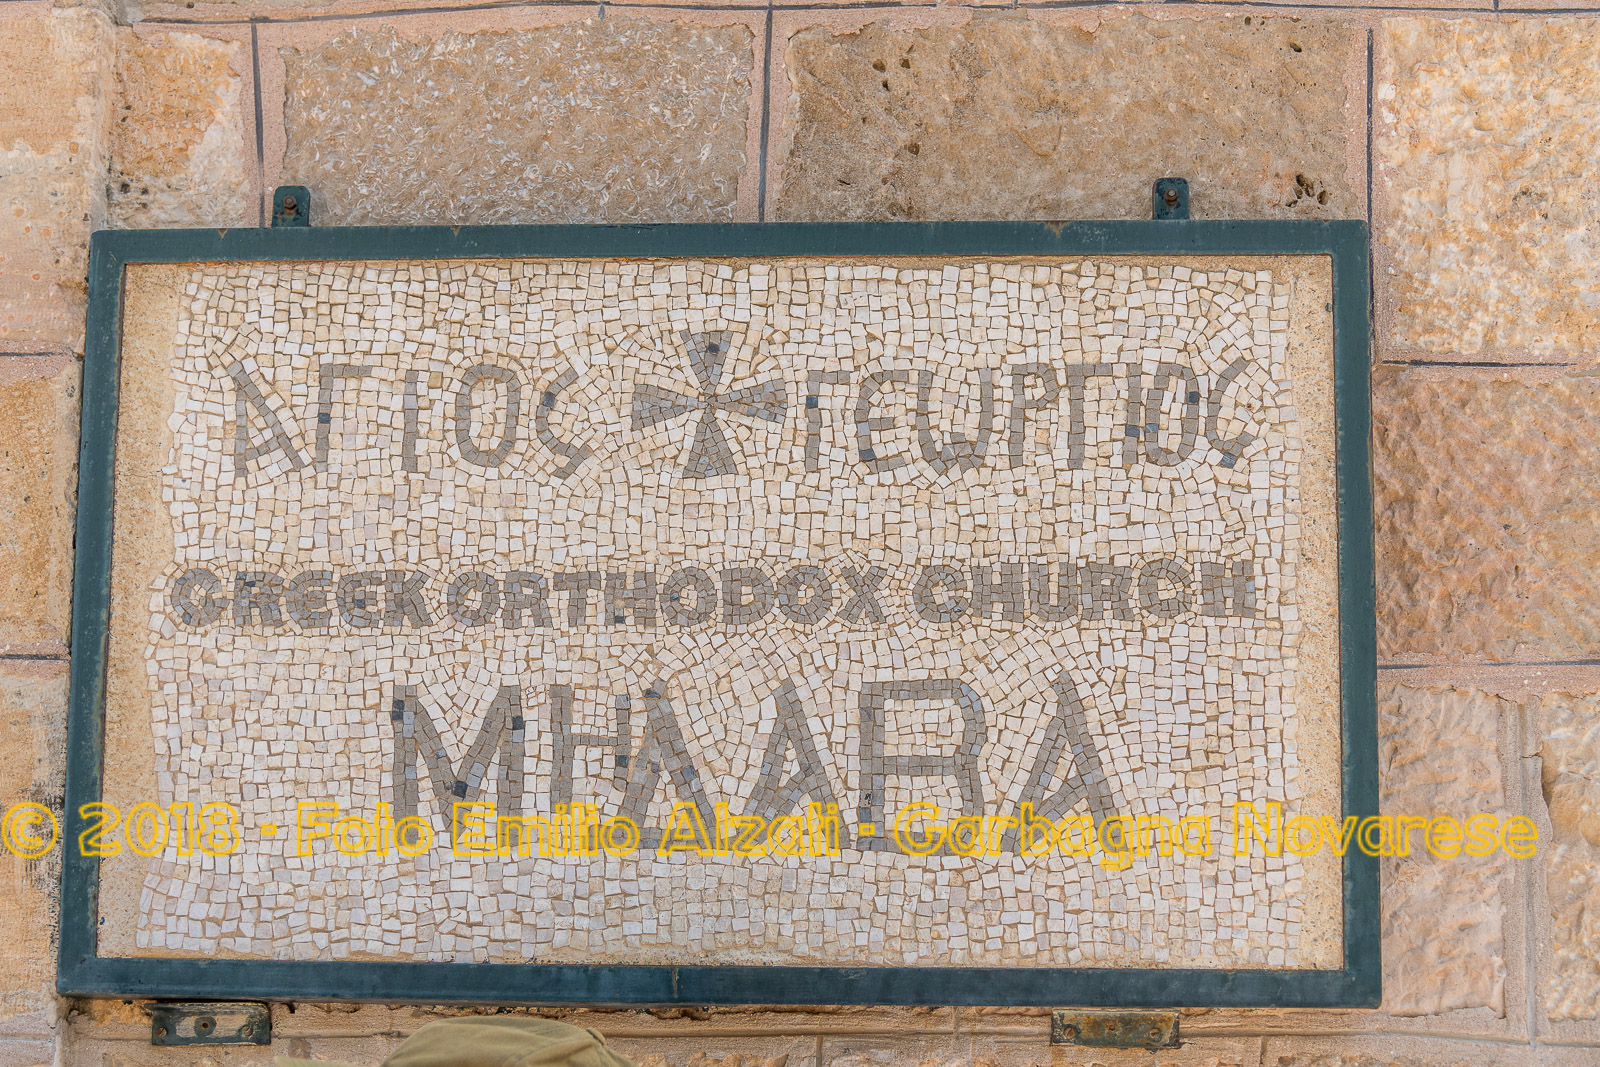 ΑΓΙΟΣ ✠ ΓΕΩΡΓΙΟΣ
GREEK ORTHODOX CHURCH
ΜΗΔΑΒΑ
© 2018 - Foto Emilio Alzati - Garbagna Novarese